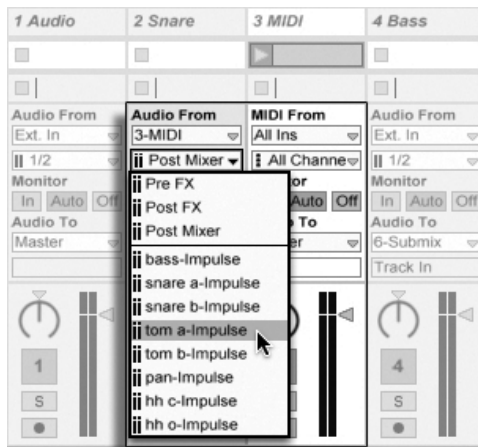 1 Audio 2 Snare 3 MIDI 4 Bass
Audio From Audio From MIDI From Audio From
Ext. In 3-MIDI All Ins Ext. In
1/2 Post Mixer All Channe 1/2
Monitor Pre FX or Monitor
In Auto Off Post FX Auto Off In Auto Off
Audio To Post Mixer To Audio To
Master er 6-Submix
bass-Impulse Track In
snare a-Impulse
snare b-Impulse
tom a-Impulse
1 tom b-Impulse 4
pan-Impulse
S hh c-Impulse S
hh o-Impulse